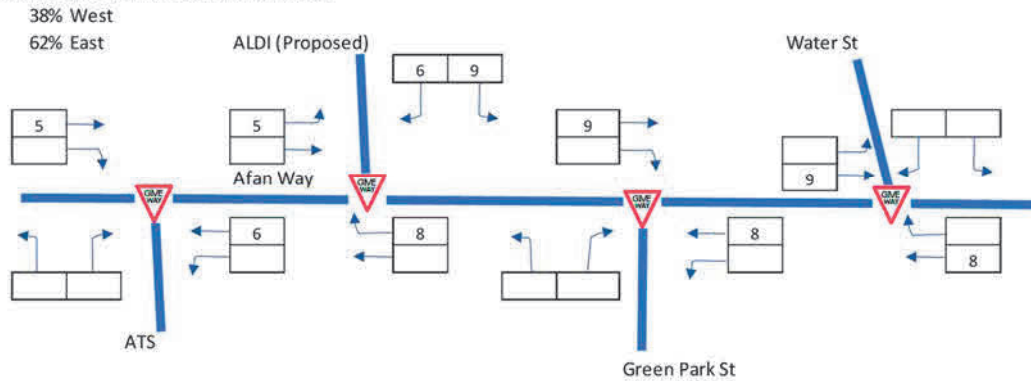 38% West
62% East
ALDI (Proposed)
Water St
6 9
5
5
9
9
Afan Way
GIVE WAY
GIVE WAY
GIVE WAY
GIVE WAY
6
8
8
8
ATS
Green Park St